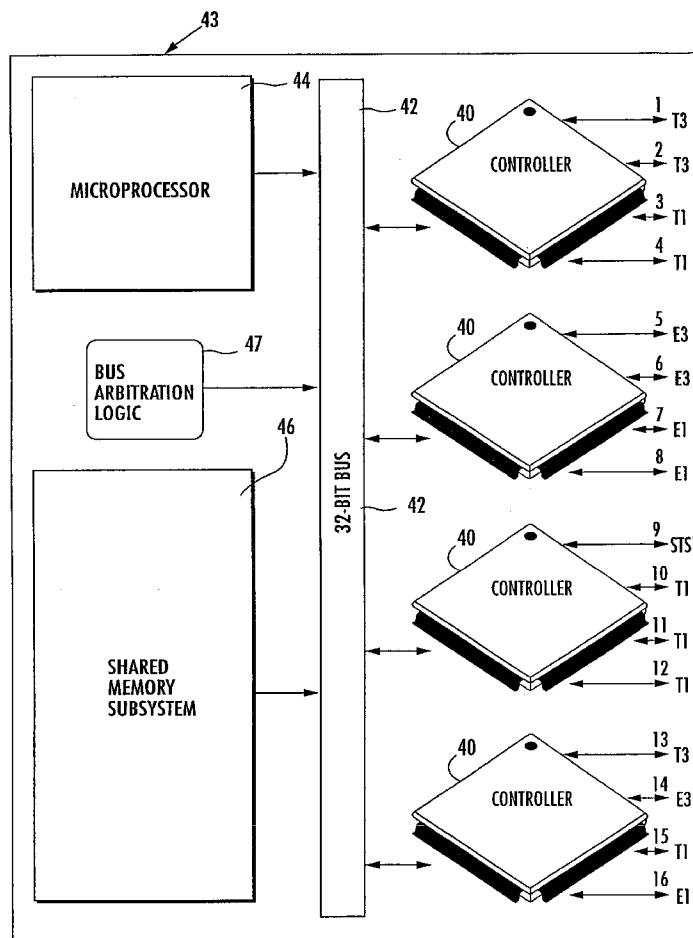 43
44
MICROPROCESSOR
42
40
CONTROLLER
1
T3
2
T3
3
T1
4
T1
47
BUS
ARBITRATION
LOGIC
40
CONTROLLER
5
E3
6
E3
7
E1
8
E1
46
SHARED
MEMORY
SUBSYSTEM
32-BIT BUS
42
40
CONTROLLER
9
STS
10
T1
11
T1
12
T1
40
CONTROLLER
13
T3
14
E3
15
T1
16
E1